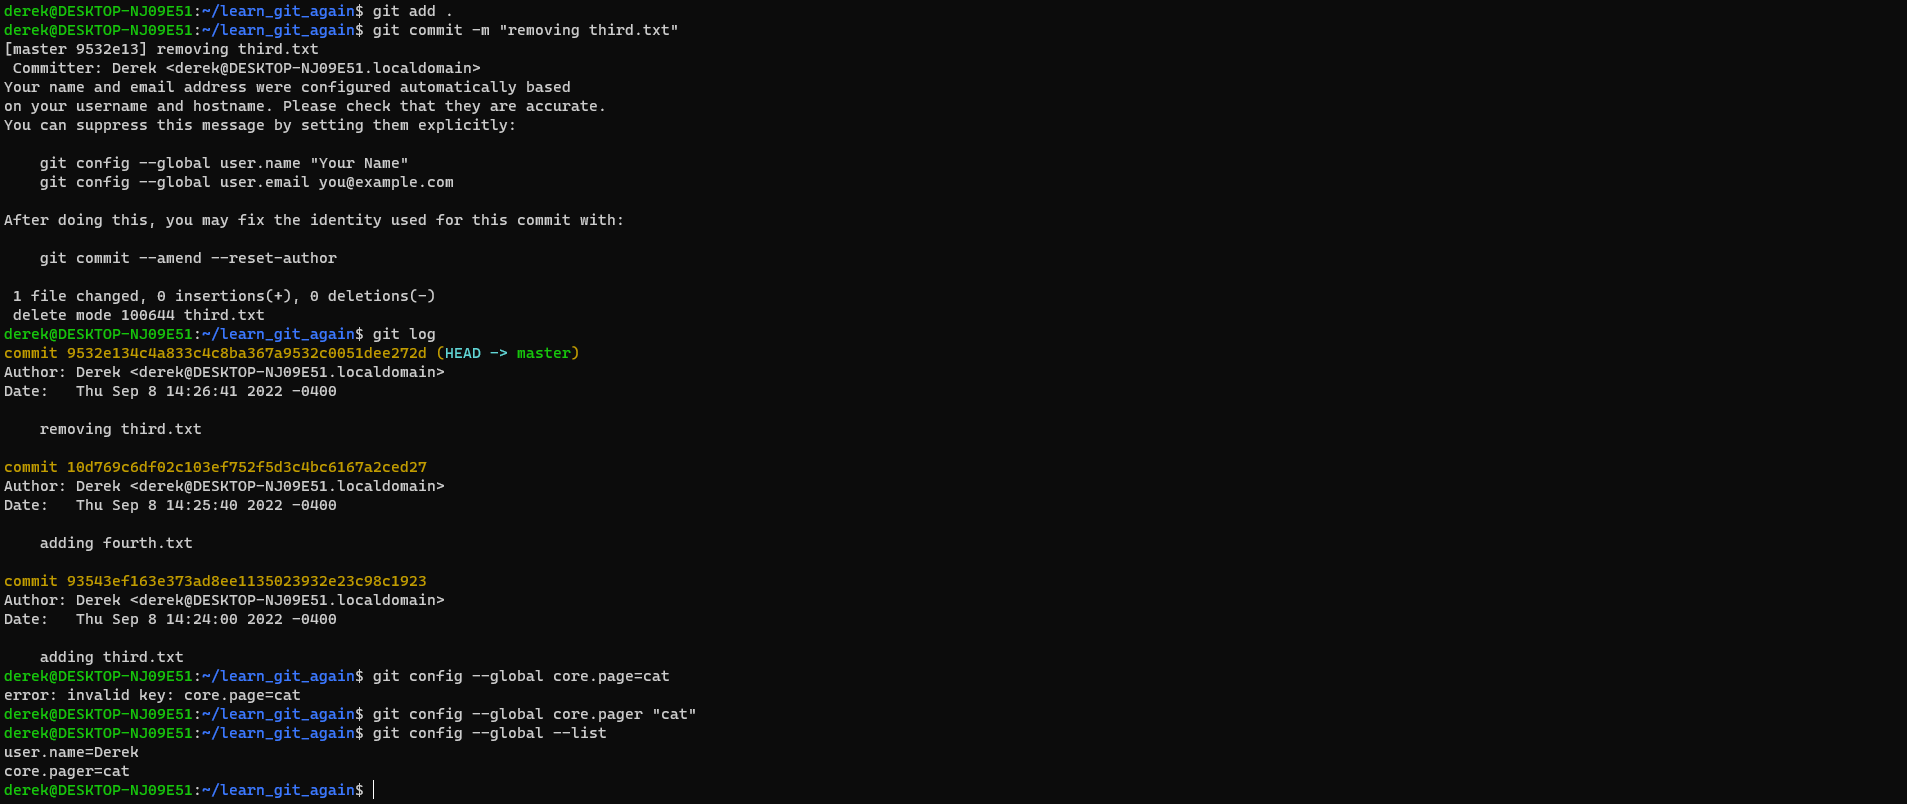 derek@DESKTOP-NJ09E51:~/learn_git_again$ git add .
derek@DESKTOP-NJ09E51:~/learn_git_again$ git commit -m "removing third.txt"
[master 9532e13] removing third.txt
 Committer: Derek <derek@DESKTOP-NJ09E51.localdomain>
Your name and email address were configured automatically based
on your username and hostname. Please check that they are accurate.
You can suppress this message by setting them explicitly:

    git config --global user.name "Your Name"
    git config --global user.email you@example.com

After doing this, you may fix the identity used for this commit with:

    git commit --amend --reset-author

 1 file changed, 0 insertions(+), 0 deletions(-)
 delete mode 100644 third.txt
derek@DESKTOP-NJ09E51:~/learn_git_again$ git log
commit 9532e134c4a833c4c8ba367a9532c0051dee272d (HEAD -> master)
Author: Derek <derek@DESKTOP-NJ09E51.localdomain>
Date:   Thu Sep 8 14:26:41 2022 -0400

    removing third.txt

commit 10d769c6df02c103ef752f5d3c4bc6167a2ced27
Author: Derek <derek@DESKTOP-NJ09E51.localdomain>
Date:   Thu Sep 8 14:25:40 2022 -0400

    adding fourth.txt

commit 93543ef163e373ad8ee1135023932e23c98c1923
Author: Derek <derek@DESKTOP-NJ09E51.localdomain>
Date:   Thu Sep 8 14:24:00 2022 -0400

    adding third.txt
derek@DESKTOP-NJ09E51:~/learn_git_again$ git config --global core.page=cat
error: invalid key: core.page=cat
derek@DESKTOP-NJ09E51:~/learn_git_again$ git config --global core.pager "cat"
derek@DESKTOP-NJ09E51:~/learn_git_again$ git config --global --list
user.name=Derek
core.pager=cat
derek@DESKTOP-NJ09E51:~/learn_git_again$